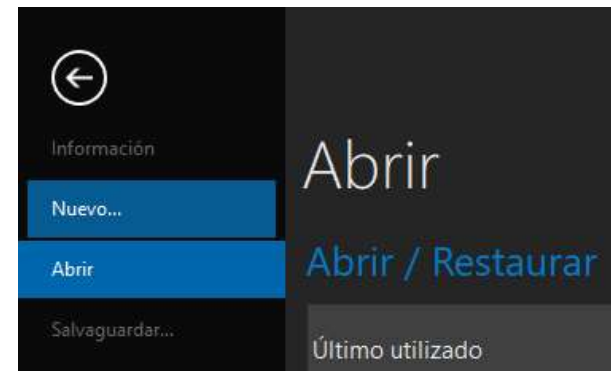 Información
Nuevo...
Abrir
Salvaguardar...
Abrir
Abrir / Restaurar
Último utilizado